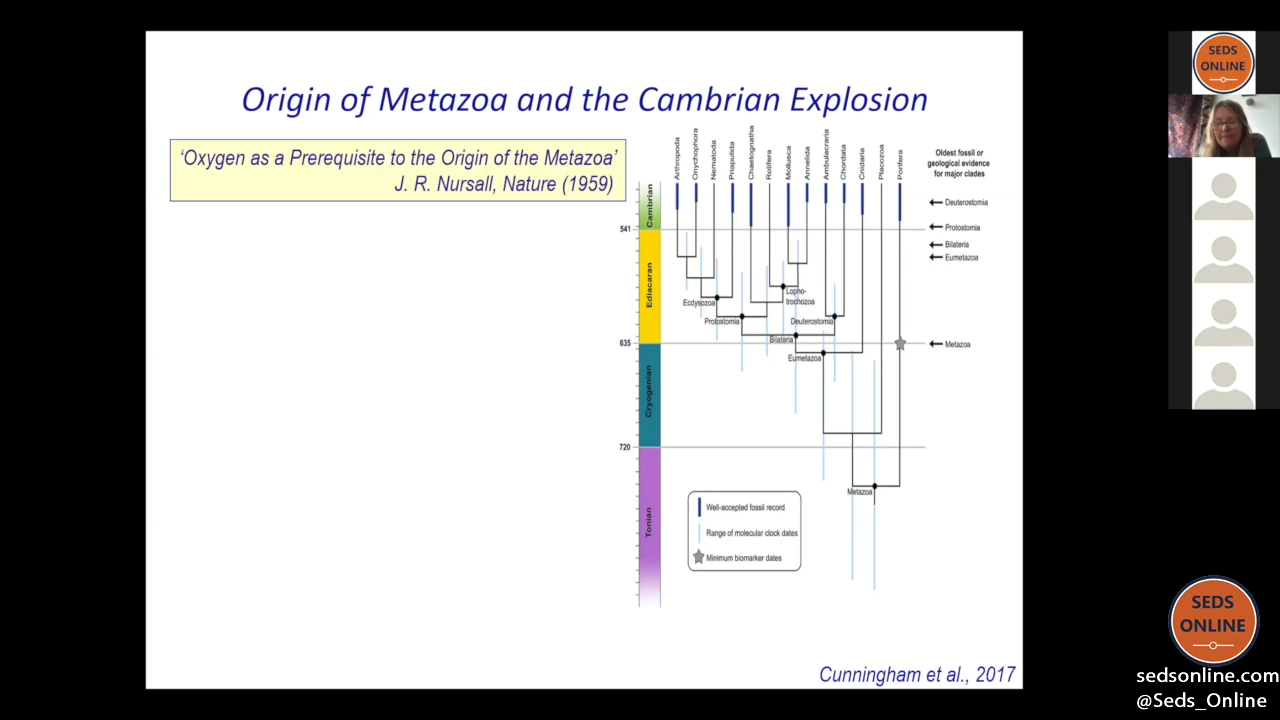 Origin of Metazoa and the Cambrian Explosion
'Oxygen as a Prerequisite to the Origin of the Metazoa'
J. R. Nursall, Nature (1959)
Arthropoda
Onychophora
Nematoda
Priapulida
Chaetognatha
Rotifera
Mollusca
Annelida
Ambulacraria
Chordata
Cnidaria
Placozoa
Porifera
Oldest fossil or
geological evidence
for major clades
Deuterostomia
Protostomia
Bilateria
Eumetazoa
Metazoa
Cambrian
541
Ediacaran
635
Cryogenian
720
Tonian
Ecdysozoa
Lopho-
trochozoa
Protostomia
Deuterostomia
Bilateria
Eumetazoa
Metazoa
Well-accepted fossil record
Range of molecular clock dates
Minimum biomarker dates
Cunningham et al., 2017
SEDS
ONLINE
SEDS
ONLINE
sedsonline.com
@Seds_Online